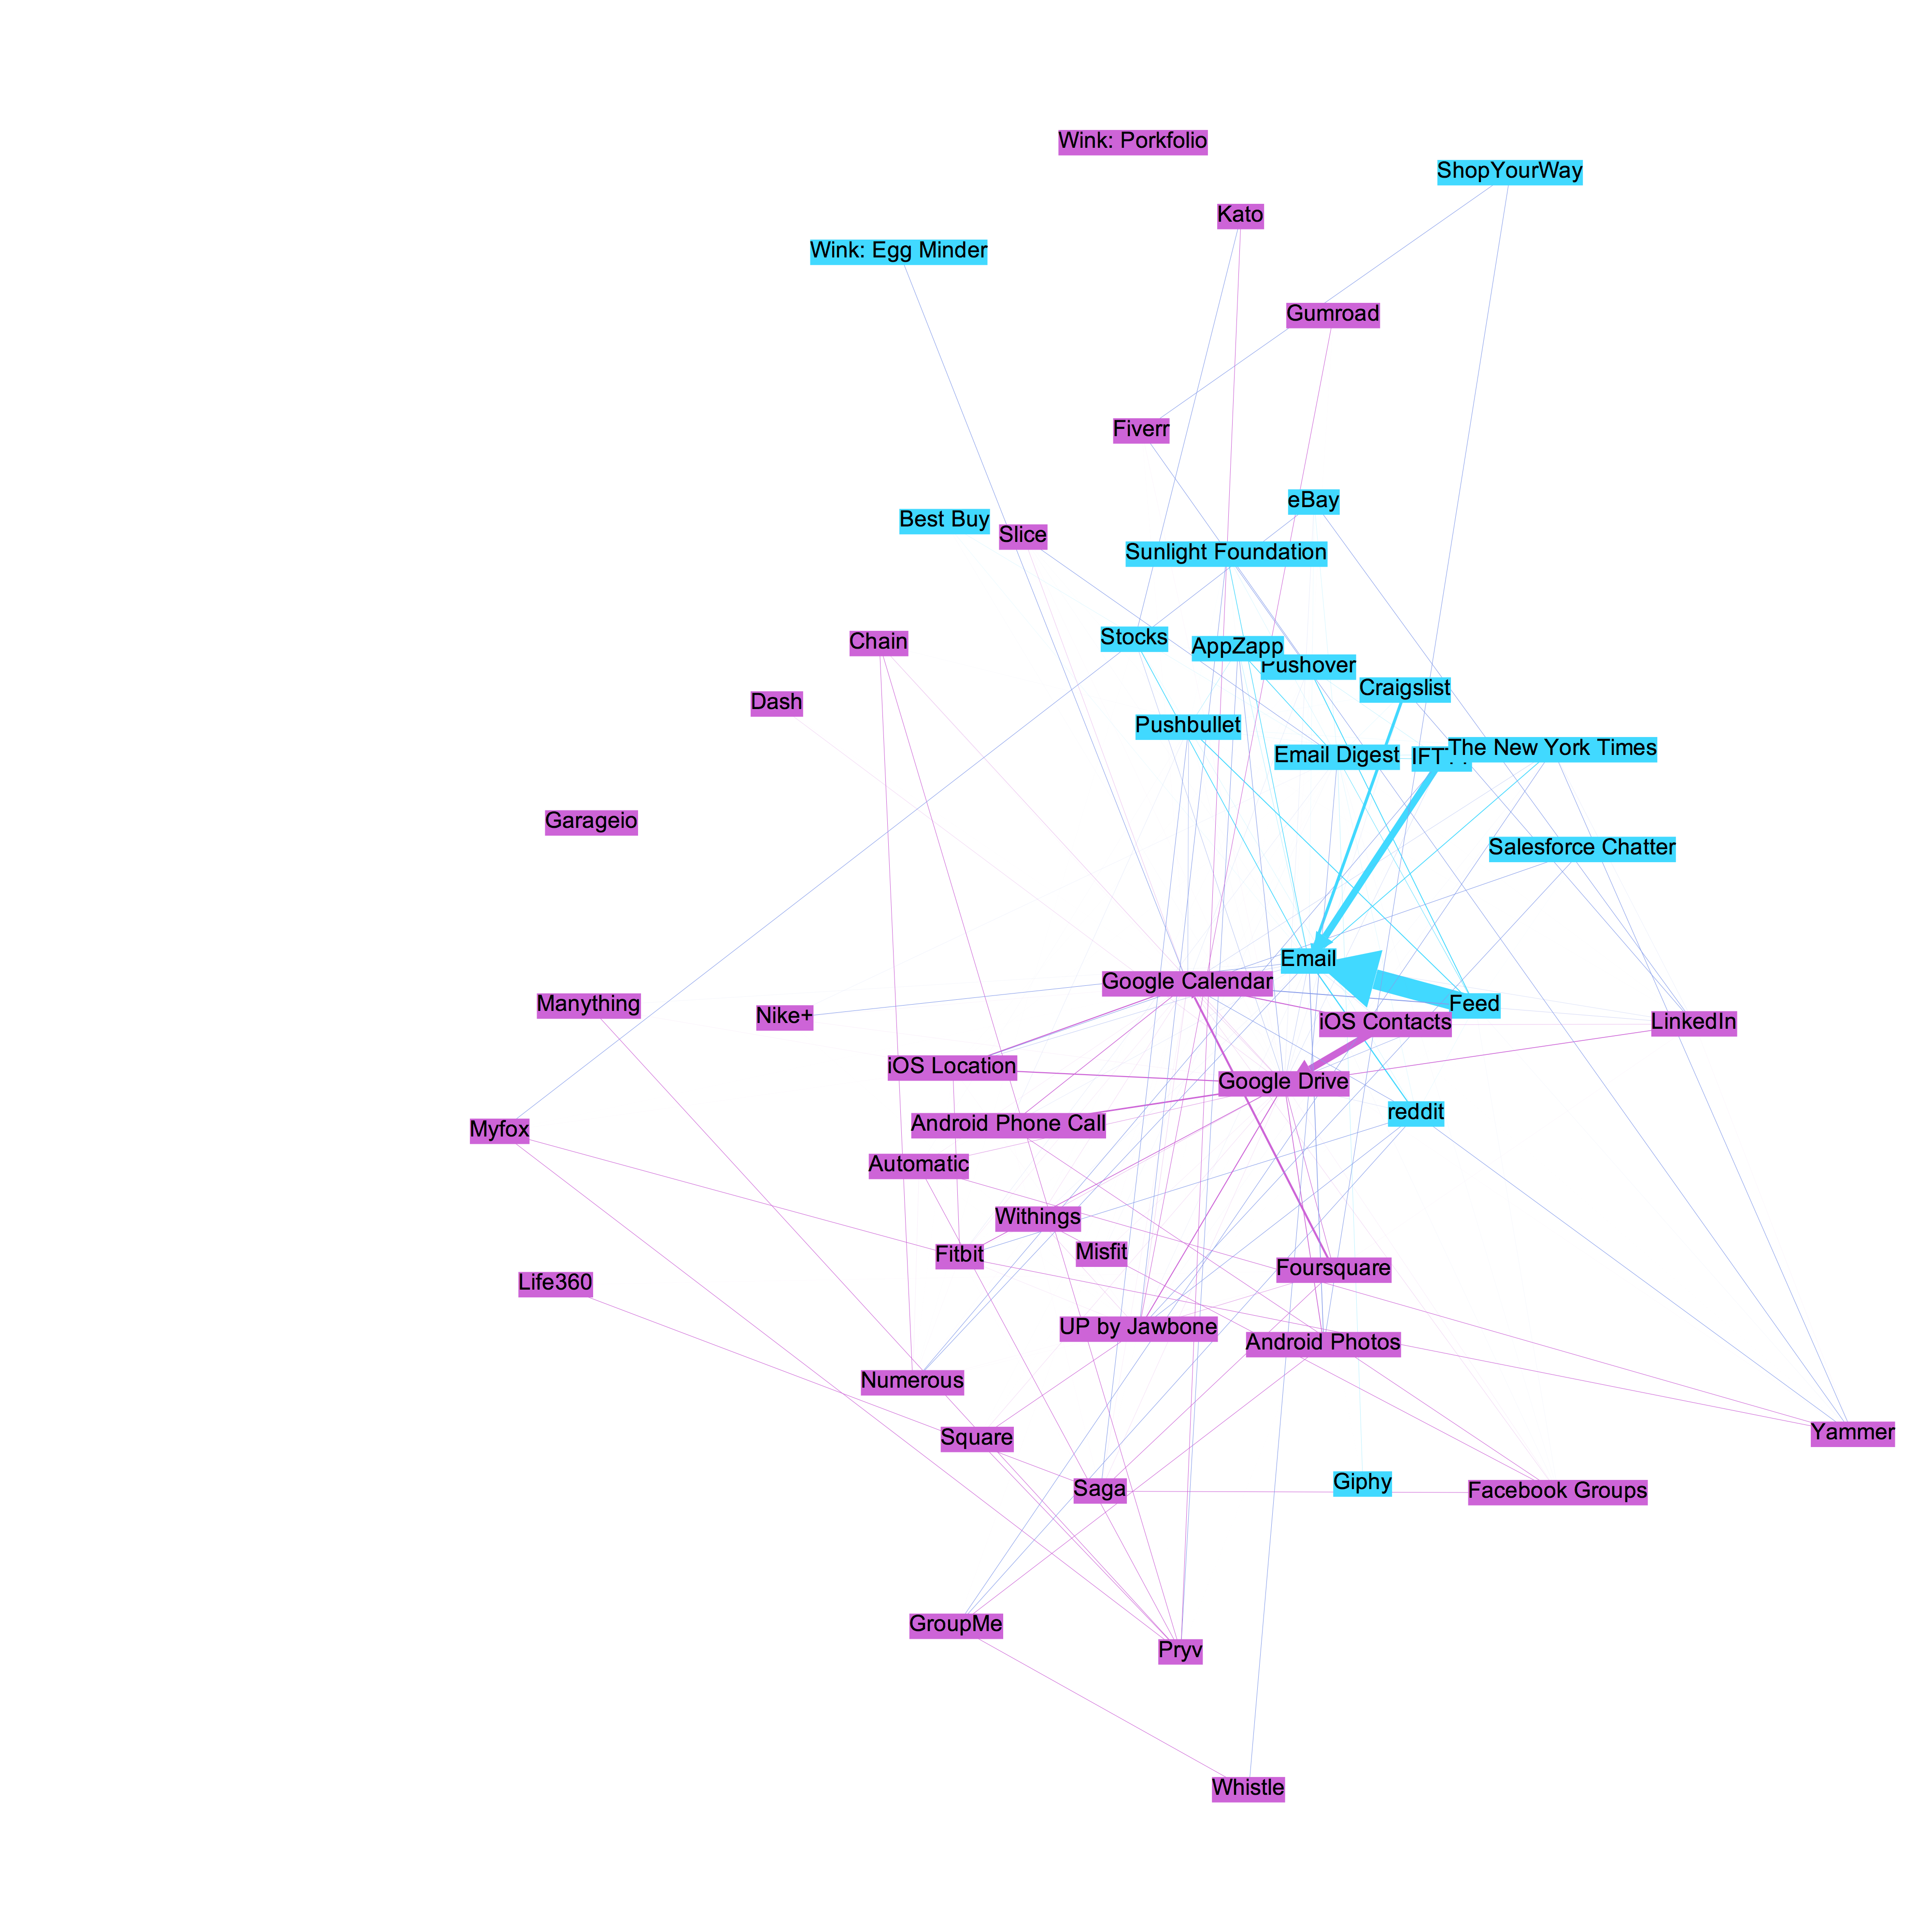 Wink: Porkfolio
ShopYourWay
Kato
Wink: Egg Minder
Gumroad
Fiverr
eBay
Best Buy
Slice
Sunlight Foundation
Stocks
AppZapp
Pushover
Chain
Craigslist
Dash
Pushbullet
Email Digest
The New York Times
Garageio
Salesforce Chatter
Email
Google Calendar
Manything
Nike+
Feed
iOS Contacts
LinkedIn
iOS Location
Google Drive
reddit
Android Phone Call
Myfox
Automatic
Withings
Fitbit
Misfit
Foursquare
Life360
UP by Jawbone
Android Photos
Numerous
Square
Yammer
Saga
Giphy
Facebook Groups
GroupMe
Pryv
Whistle